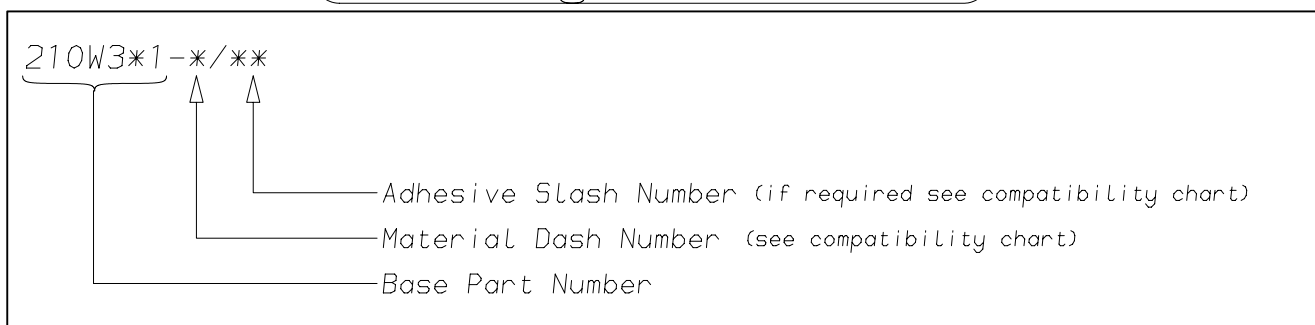 210W3*1-*/**
Adhesive Slash Number (if required see compatibility chart)
Material Dash Number (see compatibility chart)
Base Part Number